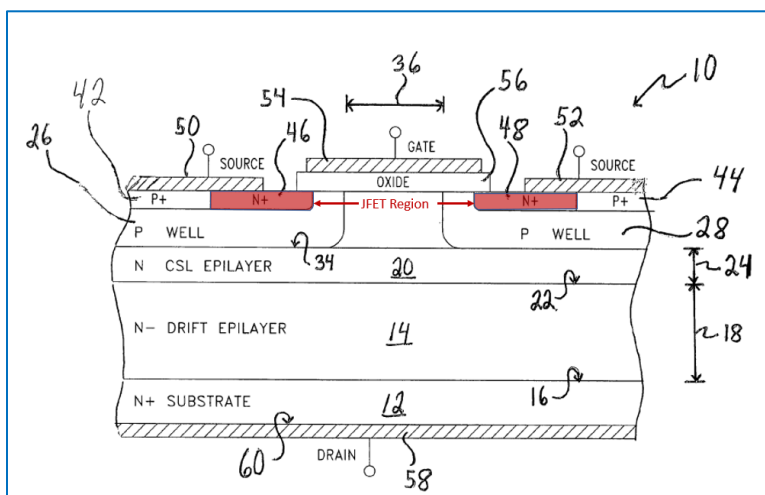 36
10
42
54
56
50
46
48
52
26
SOURCE
GATE
SOURCE
OXIDE
44
P+
N+
JFET Region
N+
P+
P WELL
P WELL
28
34
N CSL EPILAYER
20
24
22
N- DRIFT EPILAYER
14
18
16
N+ SUBSTRATE
12
60
DRAIN
58